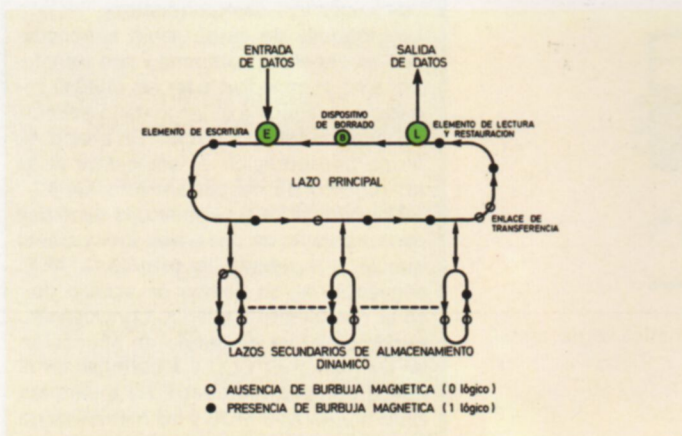 ENTRADA
DE DATOS
SALIDA
DE DATOS
DISPOSITIVO
DE BORRADO
ELEMENTO DE ESCRITURA
E
B
L
ELEMENTO DE LECTURA
Y RESTAURACION
LAZO PRINCIPAL
ENLACE DE
TRANSFERENCIA
LAZOS SECUNDARIOS DE ALMACENAMIENTO
DINAMICO
AUSENCIA DE BURBUJA MAGNETICA (0 lógico)
PRESENCIA DE BURBUJA MAGNETICA (1 lógico)